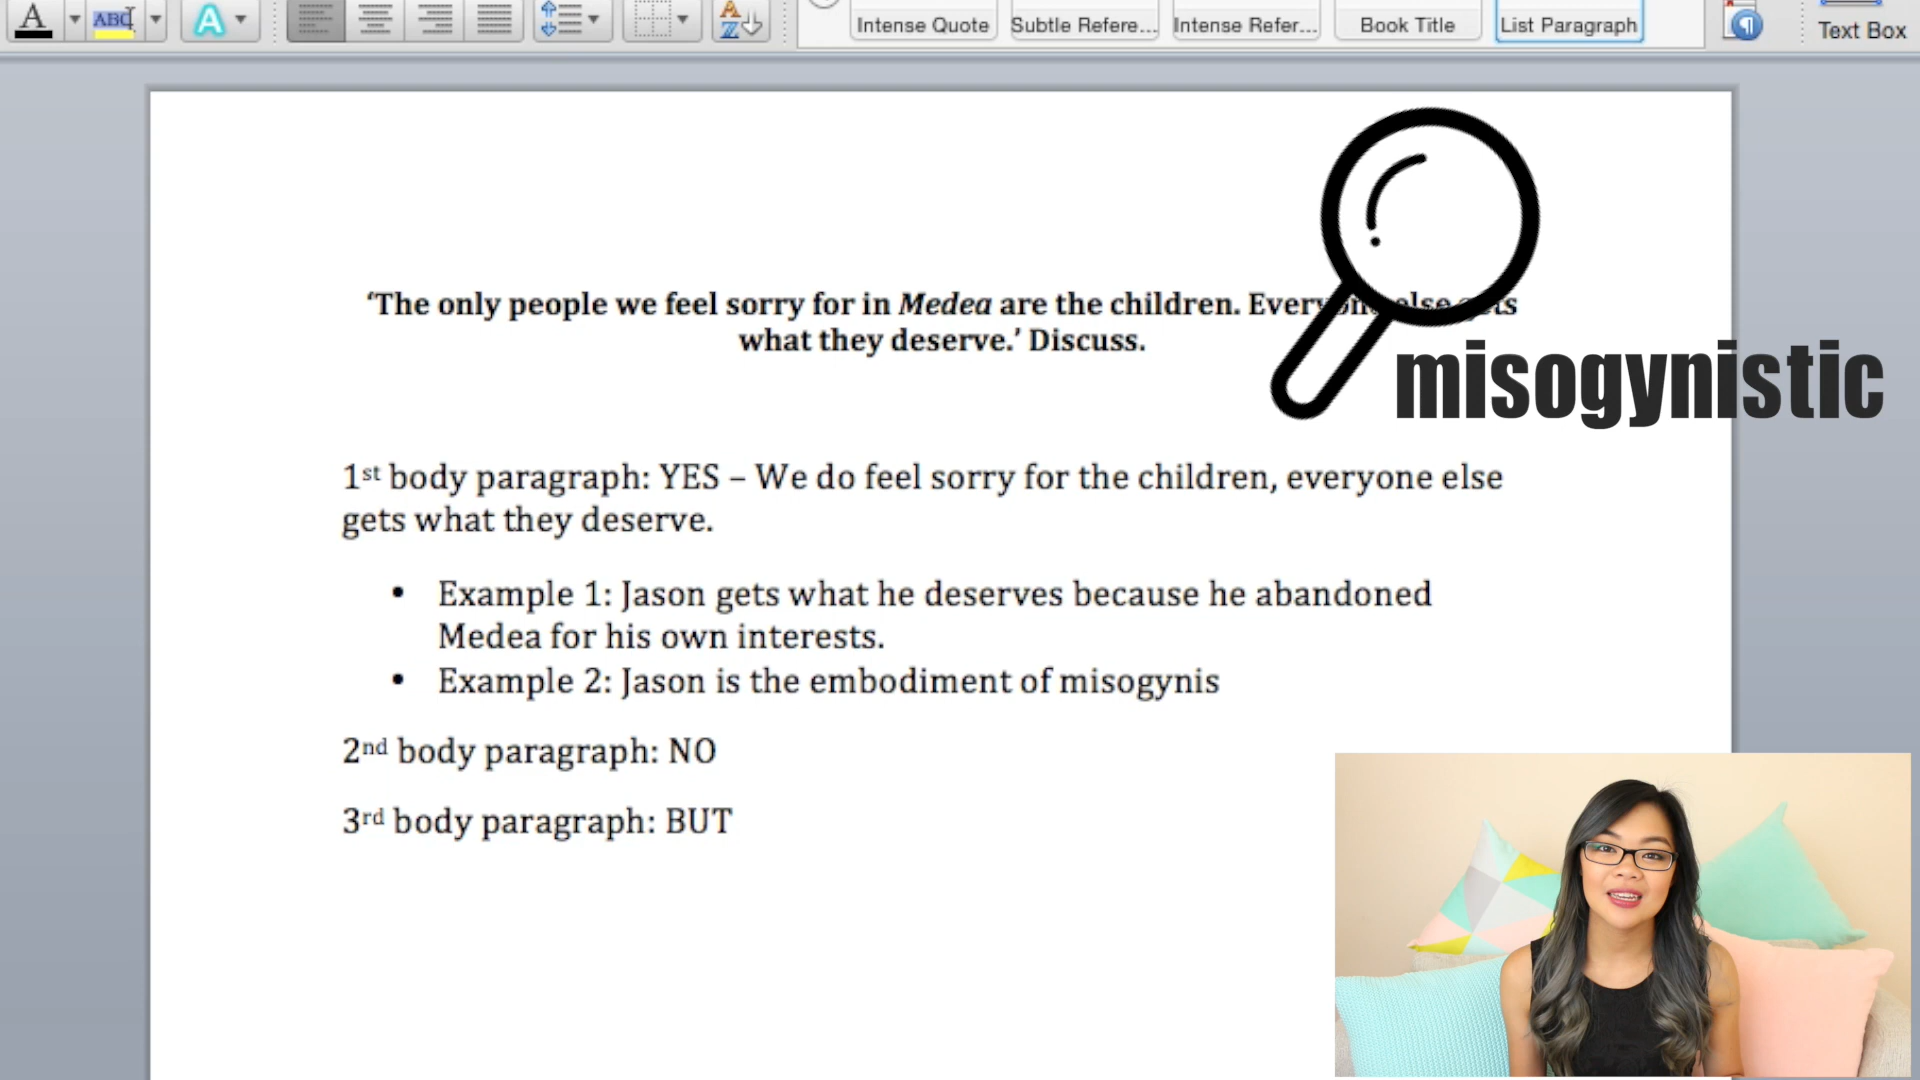 A ABC A A Z
Intense Quote Subtle Refere... Intense Refer... Book Title List Paragraph Text Box
‘The only people we feel sorry for in Medea are the children. Everyone else gets
what they deserve.’ Discuss.
misogynistic
1st body paragraph: YES – We do feel sorry for the children, everyone else
gets what they deserve.
• Example 1: Jason gets what he deserves because he abandoned
Medea for his own interests.
• Example 2: Jason is the embodiment of misogynis
2nd body paragraph: NO
3rd body paragraph: BUT